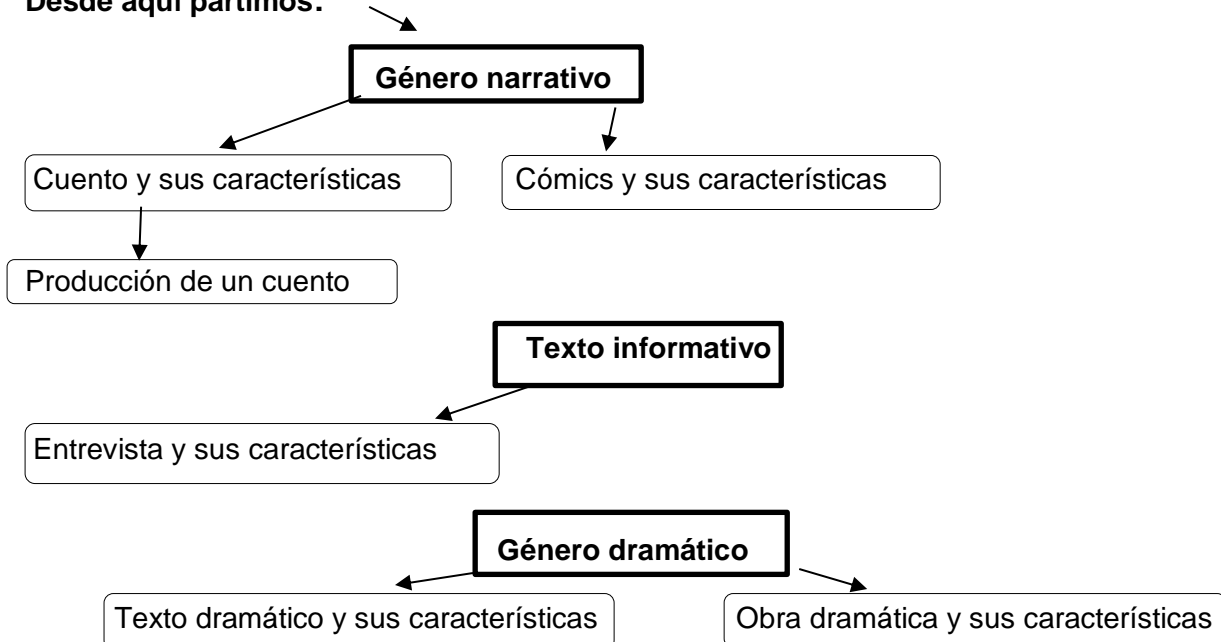 Desde aquí partimos:
Género narrativo
Cuento y sus características
Cómics y sus características
Producción de un cuento
Texto informativo
Entrevista y sus características
Género dramático
Texto dramático y sus características
Obra dramática y sus características